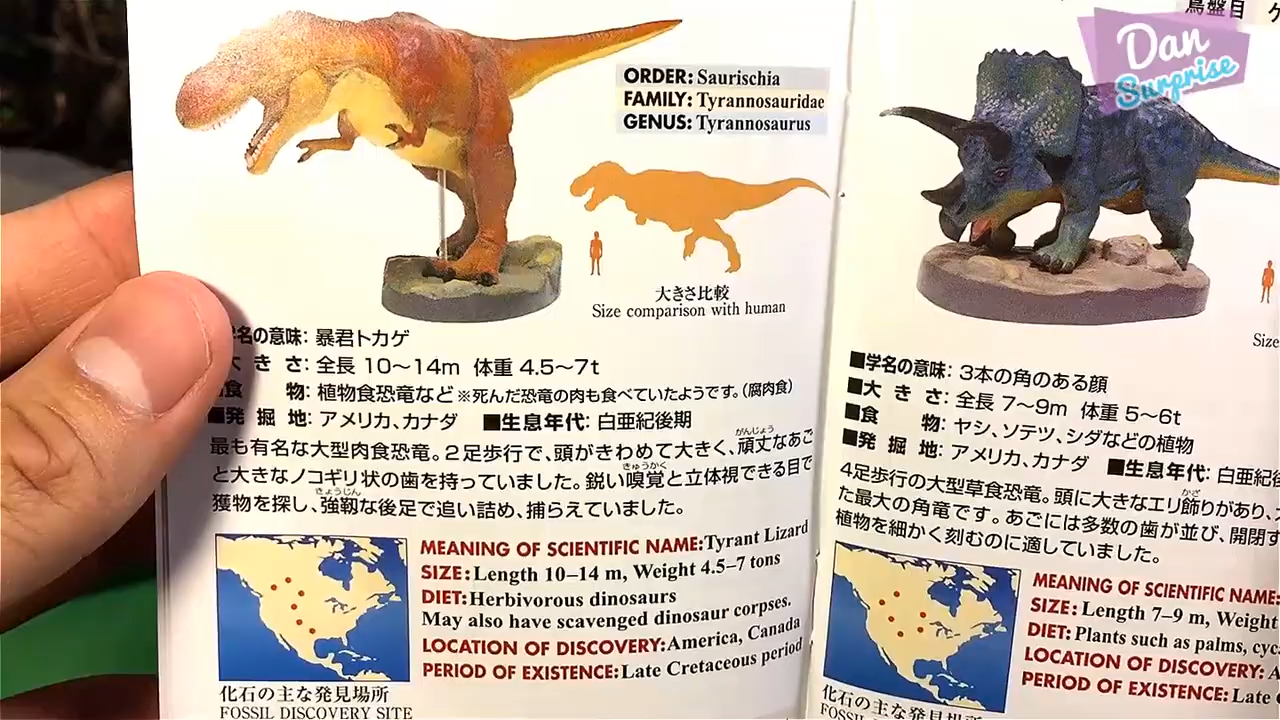 Dan
Surprise
鳥盤目
ORDER: Saurischia
FAMILY: Tyrannosauridae
GENUS: Tyrannosaurus
大きさ比較
Size comparison with human
学名の意味: 暴君トカゲ
大きさ: 全長 10〜14m 体重 4.5〜7t
■食物: 植物食恐竜など ※死んだ恐竜の肉も食べていたようです。(腐肉食)
■発掘地: アメリカ、カナダ ■生息年代: 白亜紀後期
最も有名な大型肉食恐竜。2足歩行で、頭がきわめて大きく、頑丈なあご
と大きなノコギリ状の歯を持っていました。鋭い嗅覚と立体視できる目で
獲物を探し、強靭な後足で追い詰め、捕らえていました。
MEANING OF SCIENTIFIC NAME: Tyrant Lizard
SIZE: Length 10–14 m, Weight 4.5–7 tons
DIET: Herbivorous dinosaurs
May also have scavenged dinosaur corpses.
LOCATION OF DISCOVERY: America, Canada
PERIOD OF EXISTENCE: Late Cretaceous period
化石の主な発見場所
FOSSIL DISCOVERY SITE
Size
■学名の意味: 3本の角のある顔
■大きさ: 全長 7〜9m 体重 5〜6t
■食物: ヤシ、ソテツ、シダなどの植物
■発掘地: アメリカ、カナダ ■生息年代: 白亜紀
4足歩行の大型草食恐竜。頭に大きなエリ飾りがあり、
た最大の角竜です。あごには多数の歯が並び、開閉す
植物を細かく刻むのに適していました。
MEANING OF SCIENTIFIC NAME:
SIZE: Length 7–9 m, Weight
DIET: Plants such as palms, cyc
LOCATION OF DISCOVERY: A
PERIOD OF EXISTENCE: Late
化石の主な発見場所
FOSSIL